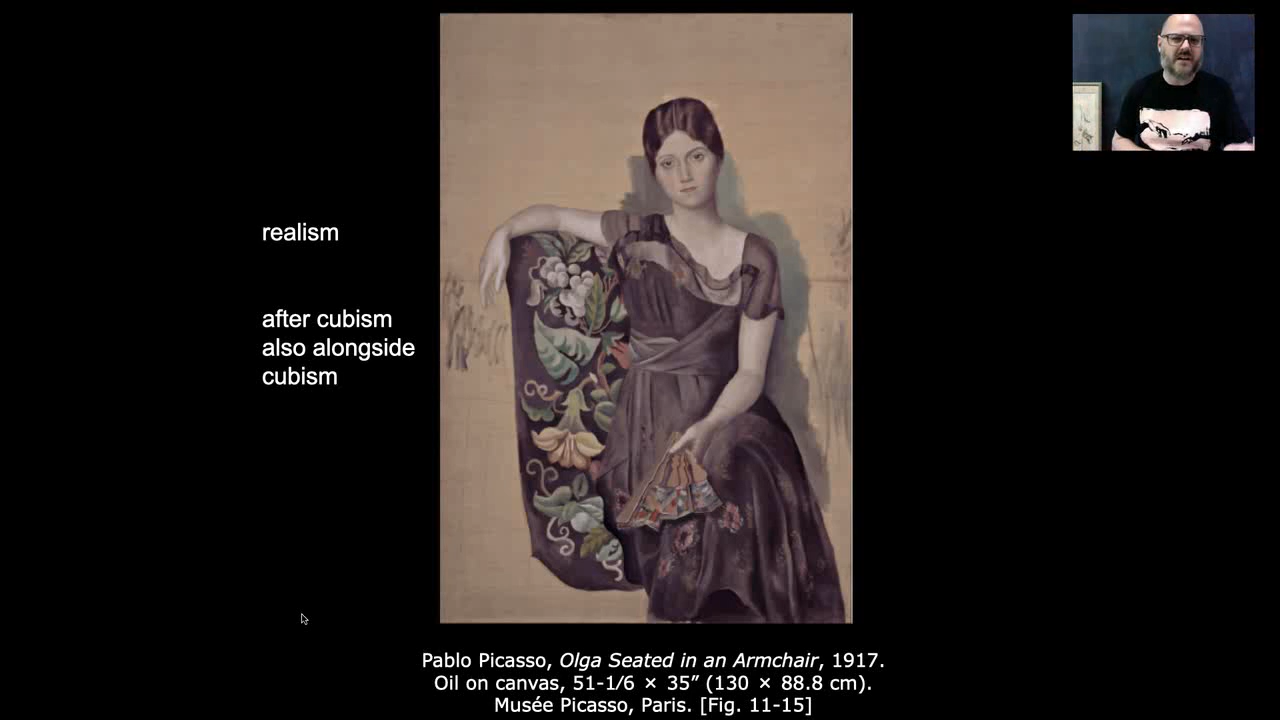 realism
after cubism
also alongside
cubism
Pablo Picasso, Olga Seated in an Armchair, 1917.
Oil on canvas, 51-1/6 × 35” (130 × 88.8 cm).
Musée Picasso, Paris. [Fig. 11-15]